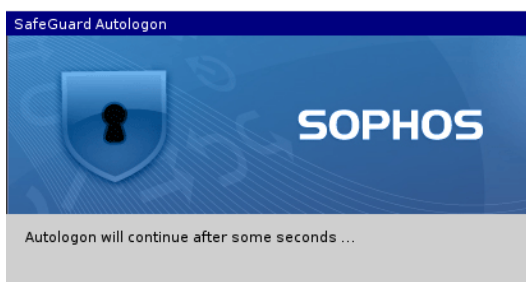 SafeGuard Autologon
SOPHOS
Autologon will continue after some seconds ...